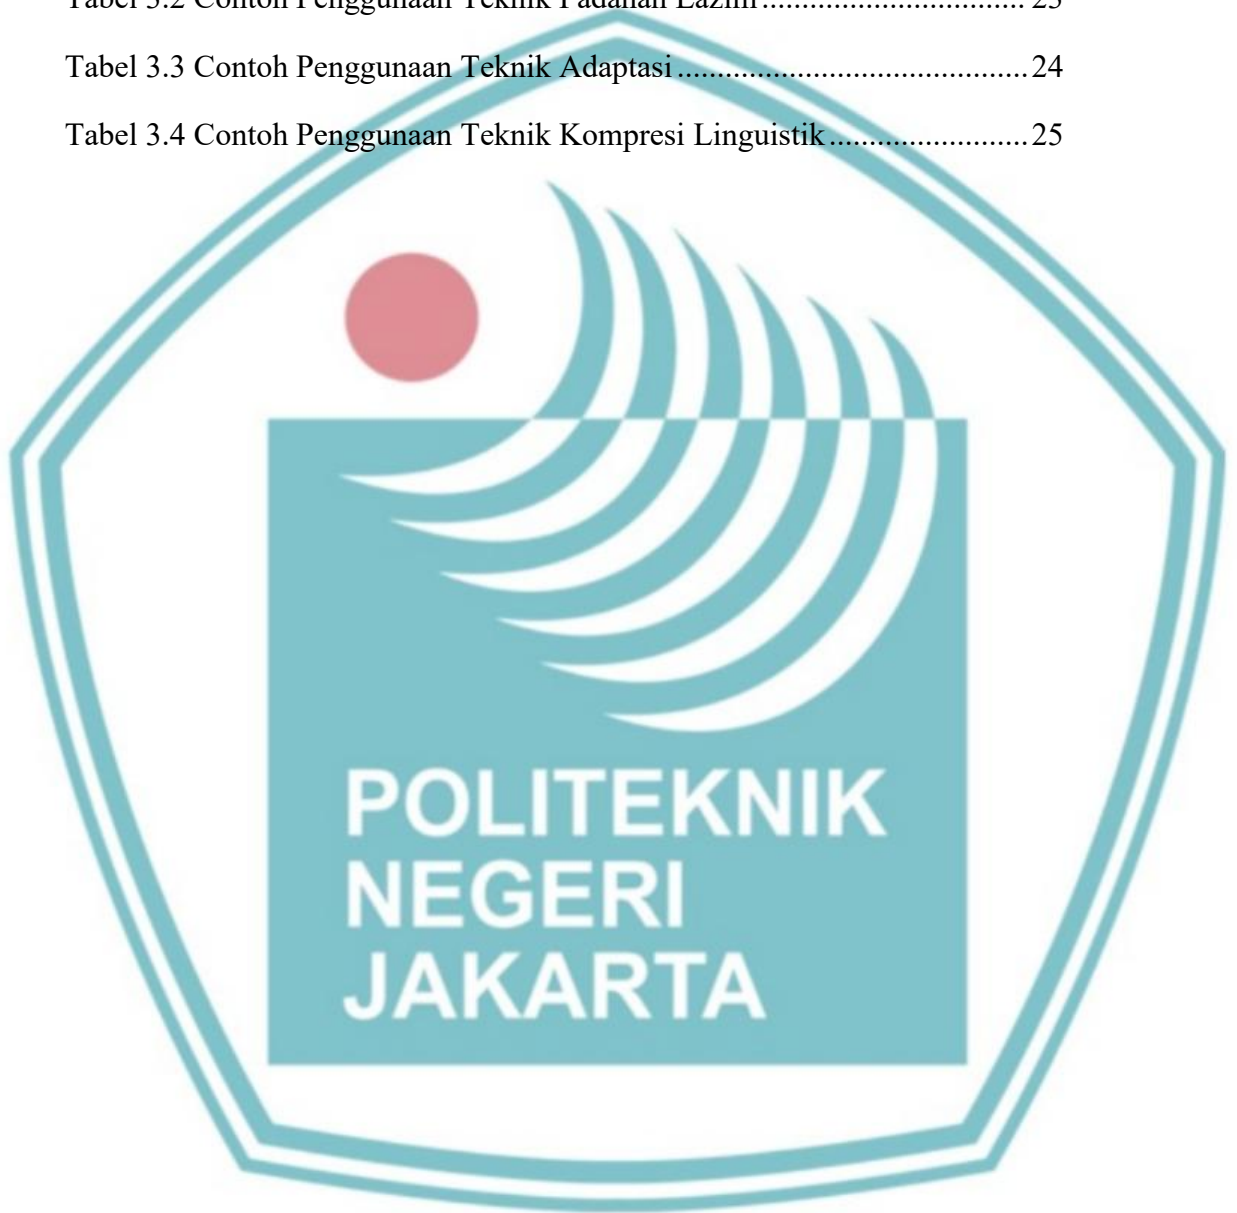 Tabel 3.2 Contoh Penggunaan Teknik Padanan Lazim................................ 23
Tabel 3.3 Contoh Penggunaan Teknik Adaptasi...........................................24
Tabel 3.4 Contoh Penggunaan Teknik Kompresi Linguistik........................25
POLITEKNIK
NEGERI
JAKARTA